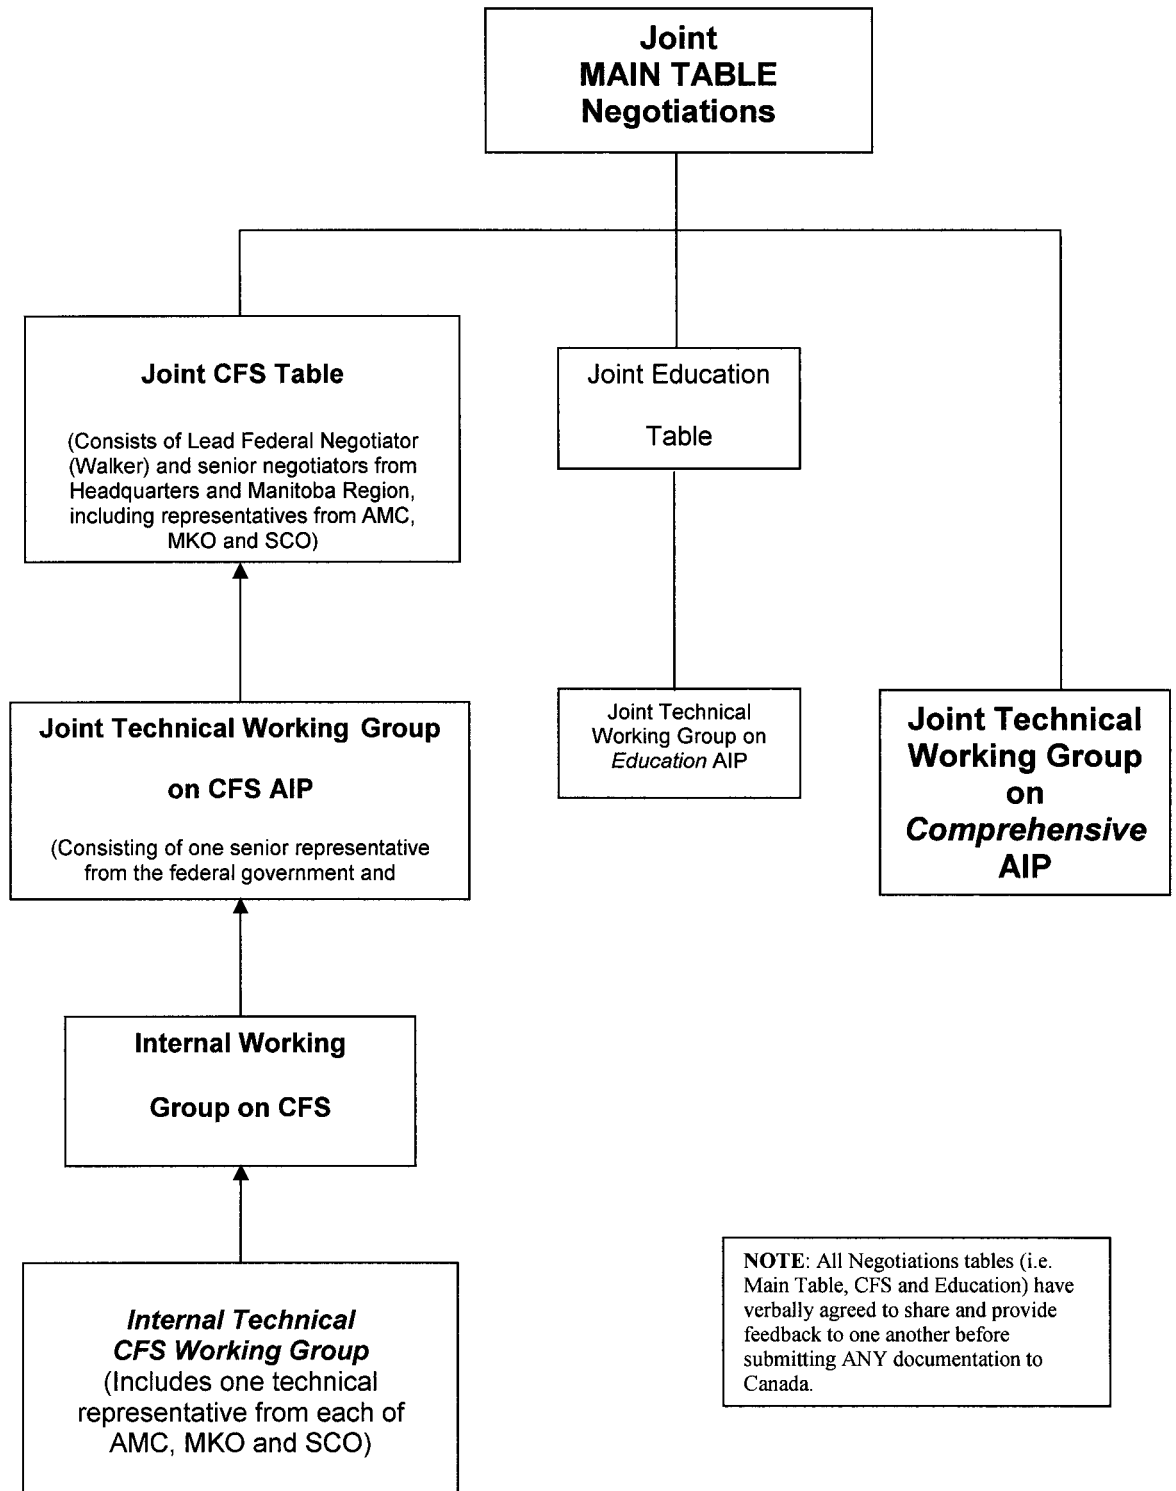 Joint
MAIN TABLE
Negotiations
Joint CFS Table
(Consists of Lead Federal Negotiator
(Walker) and senior negotiators from
Headquarters and Manitoba Region,
including representatives from AMC,
MKO and SCO)
Joint Education
Table
Joint Technical Working Group
on CFS AIP
(Consisting of one senior representative
from the federal government and
Joint Technical
Working Group on
Education AIP
Joint Technical
Working Group
on
Comprehensive
AIP
Internal Working
Group on CFS
Internal Technical
CFS Working Group
(Includes one technical
representative from each of
AMC, MKO and SCO)
NOTE: All Negotiations tables (i.e.
Main Table, CFS and Education) have
verbally agreed to share and provide
feedback to one another before
submitting ANY documentation to
Canada.